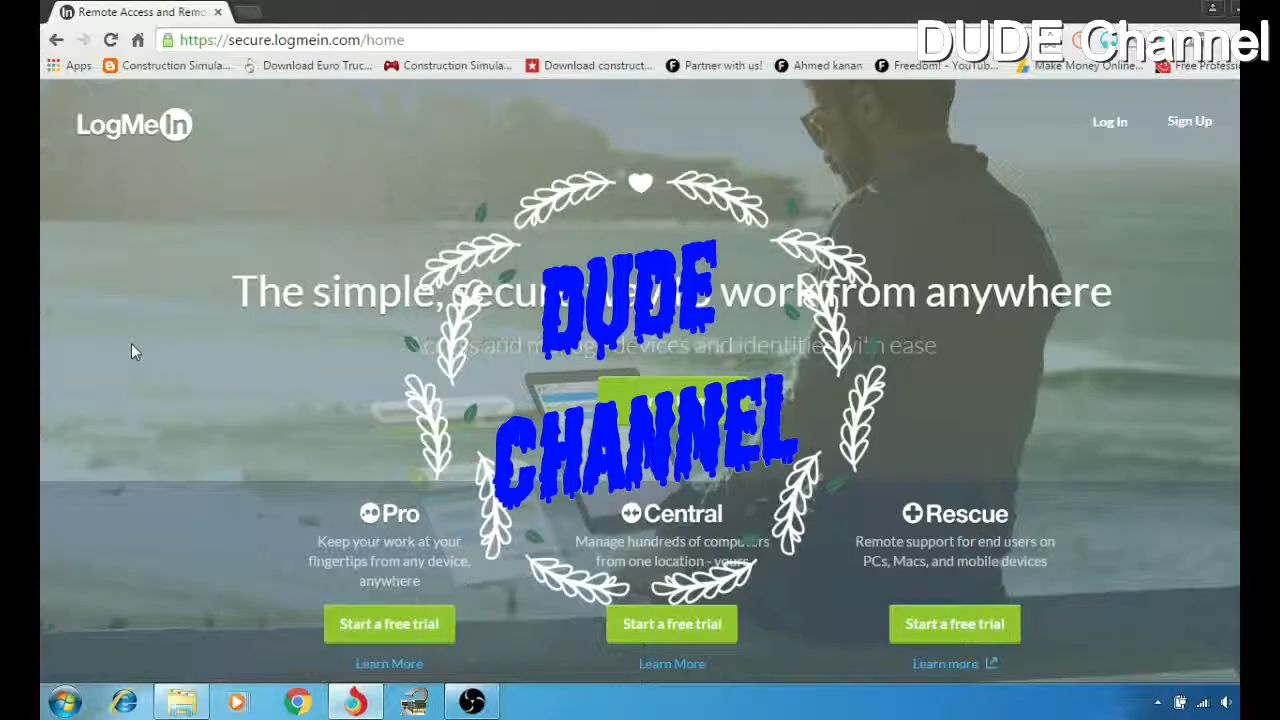 Remote Access and Remo
DUDE Channel
https://secure.logmein.com/home
Apps
Construction Simula...
Download Euro Truc...
Construction Simula...
Download construct...
Partner with us!
Ahmed kanan
Freedom! - YouTub...
Make Money Online...
Free Professi
LogMeIn
Log In
Sign Up
The simple, secure work from anywhere
DUDE
and manage devices and identities with ease
CHANNEL
Pro
Central
Rescue
Keep your work at your
fingertips from any device,
anywhere
Manage hundreds of computers
from one location - yours
Remote support for end users on
PCs, Macs, and mobile devices
Start a free trial
Start a free trial
Start a free trial
Learn More
Learn More
Learn more